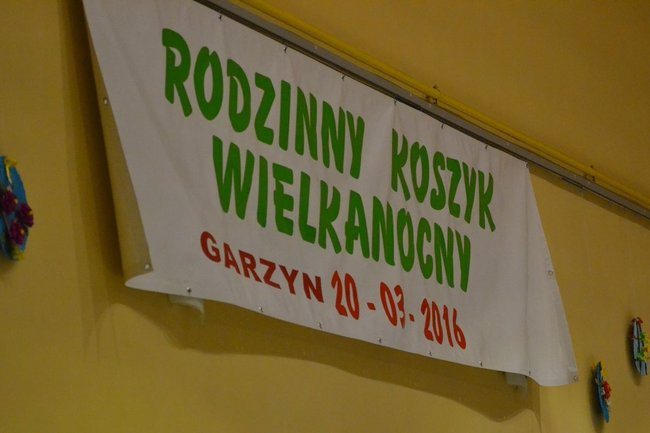 RODZINNY KOSZYK
WIELKANOCNY
GARZYN 20-03-2016